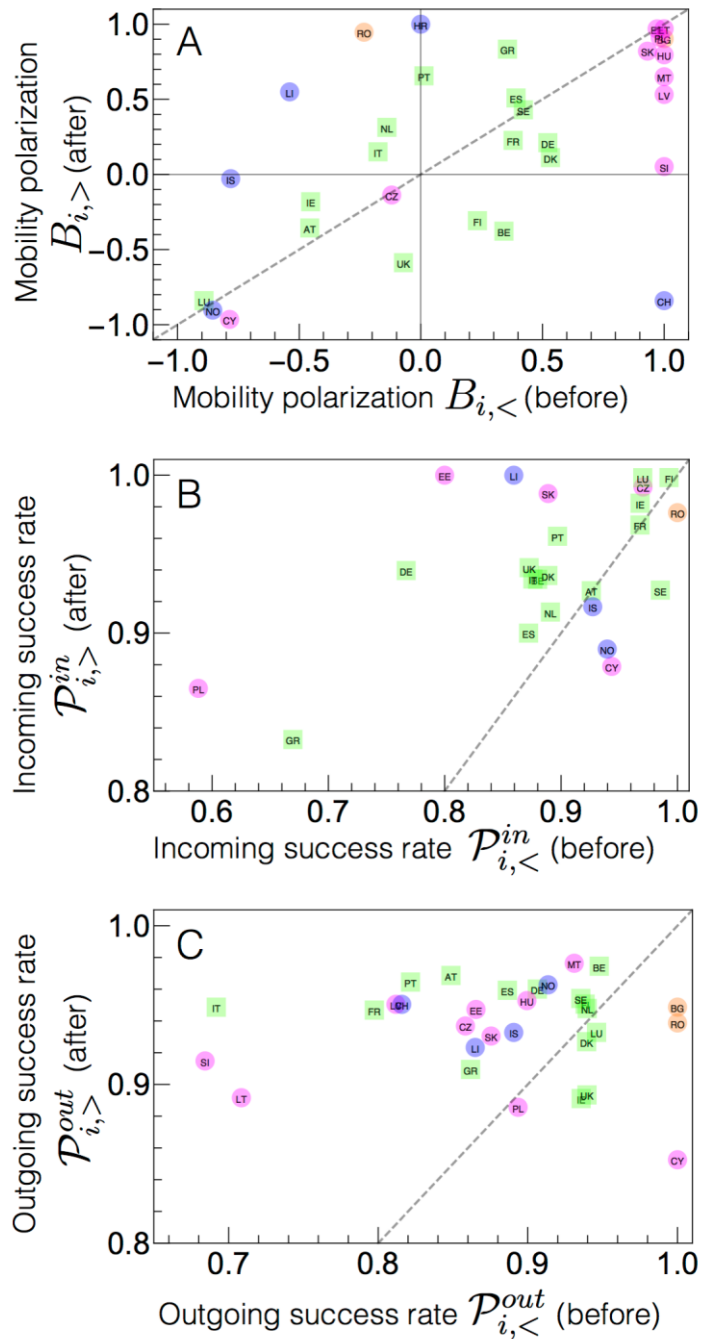 A
1.0
0.5
0.0
−0.5
−1.0
Mobility polarization
B_{i,>} (after)
RO
HR
LT
BG
SK
HU
GR
PT
MT
LI
ES
LV
SE
NL
FR
DE
IT
DK
SI
IS
CZ
IE
AT
FI
BE
UK
LU
NO
CY
CH
−1.0 −0.5 0.0 0.5 1.0
Mobility polarization B_{i,<} (before)
B
1.0
0.9
0.8
Incoming success rate
𝒫^{in}_{i,>} (after)
EE
LI
LU
FI
SK
CZ
IE
RO
FR
PT
DE
UK
DK
AT
SE
IS
NL
ES
NO
CY
PL
GR
0.6 0.7 0.8 0.9 1.0
Incoming success rate 𝒫^{in}_{i,<} (before)
C
1.0
0.9
0.8
Outgoing success rate
𝒫^{out}_{i,>} (after)
MT
BE
AT
PT
NO
ES
DE
HU
SE
IT
FR
CH
EE
NL
BG
RO
CZ
SK
IS
LU
DK
LI
SI
GR
LT
PL
IE
UK
CY
0.7 0.8 0.9 1.0
Outgoing success rate 𝒫^{out}_{i,<} (before)